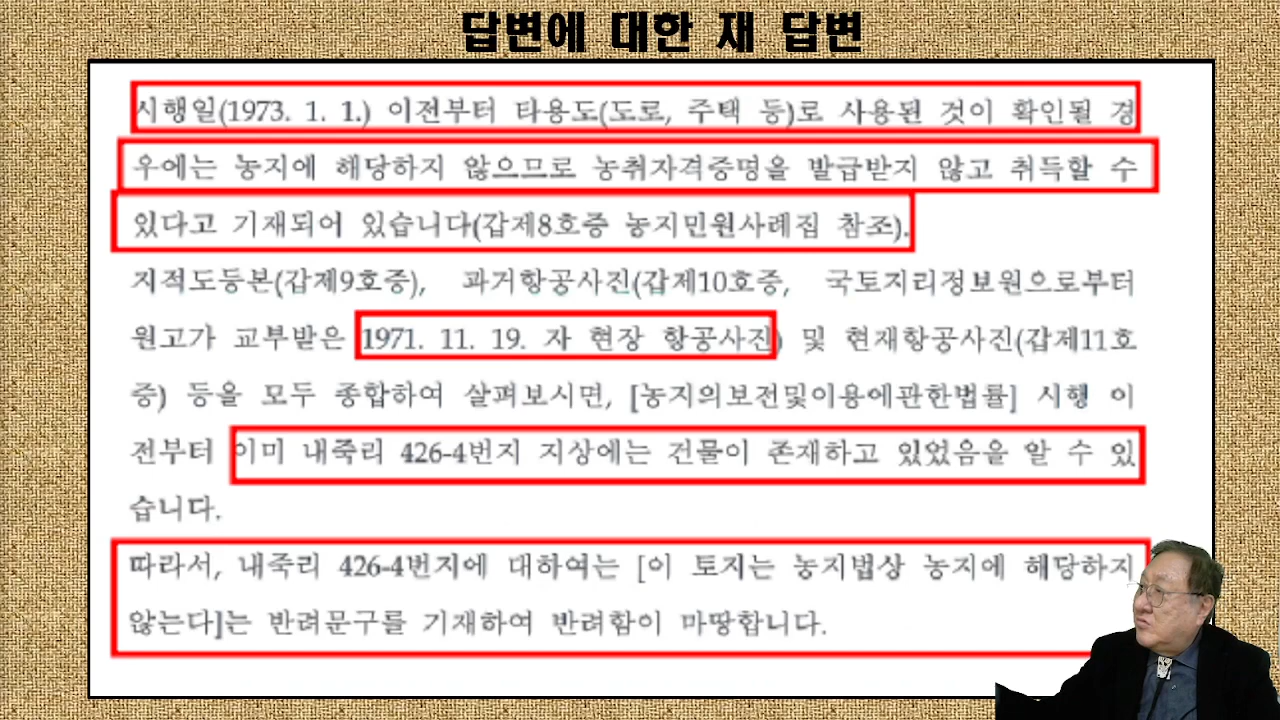 답변에 대한 재 답변
시행일(1973. 1. 1.) 이전부터 타용도(도로, 주택 등)로 사용된 것이 확인될 경
우에는 농지에 해당하지 않으므로 농취자격증명을 발급받지 않고 취득할 수
있다고 기재되어 있습니다(갑제8호증 농지민원사례집 참조).
지적도등본(갑제9호증), 과거항공사진(갑제10호증, 국토지리정보원으로부터
원고가 교부받은 1971. 11. 19. 자 현장 항공사진) 및 현재항공사진(갑제11호
증) 등을 모두 종합하여 살펴보시면, [농지의보전및이용에관한법률] 시행 이
전부터 이미 내죽리 426-4번지 지상에는 건물이 존재하고 있었음을 알 수 있
습니다.
따라서, 내죽리 426-4번지에 대하여는 [이 토지는 농지법상 농지에 해당하지
않는다]는 반려문구를 기재하여 반려함이 마땅합니다.